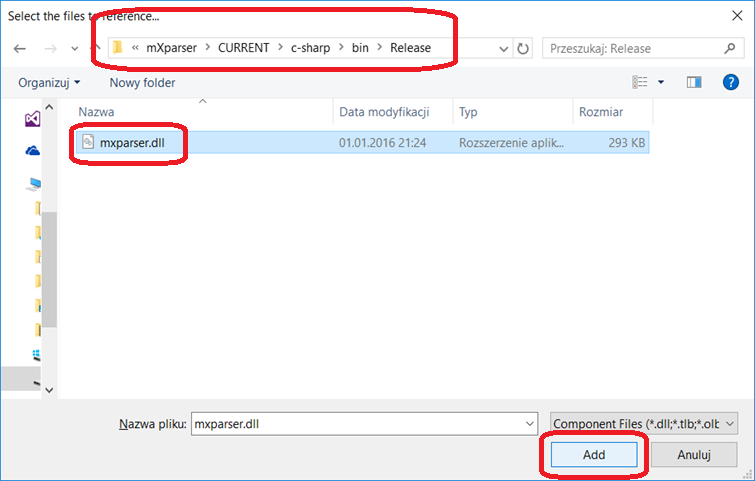 Select the files to reference...
« mXparser > CURRENT > c-sharp > bin > Release
Przeszukaj: Release
Organizuj
Nowy folder
Nazwa Data modyfikacji Typ Rozmiar
mxparser.dll 01.01.2016 21:24 Rozszerzenie aplik... 293 KB
Nazwa pliku: mxparser.dll Component Files (*.dll;*.tlb;*.olb
Add Anuluj